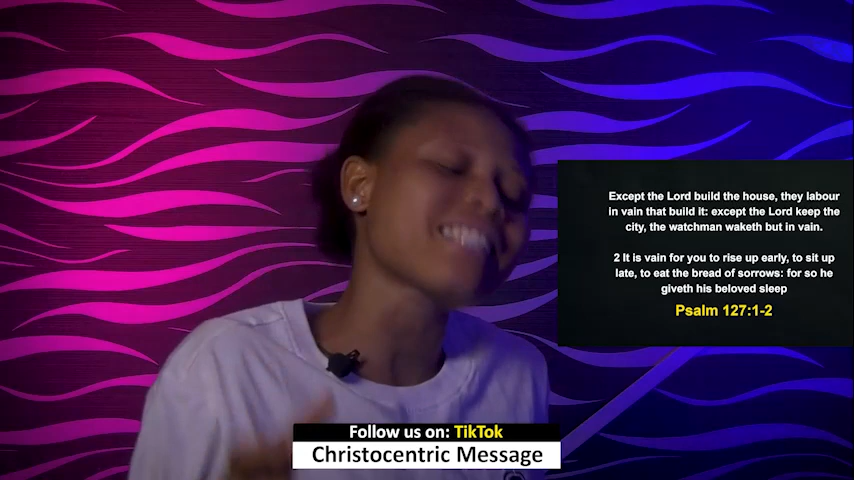 Except the Lord build the house, they labour
in vain that build it: except the Lord keep the
city, the watchman waketh but in vain.
2 It is vain for you to rise up early, to sit up
late, to eat the bread of sorrows: for so he
giveth his beloved sleep
Psalm 127:1-2
Follow us on: TikTok
Christocentric Message